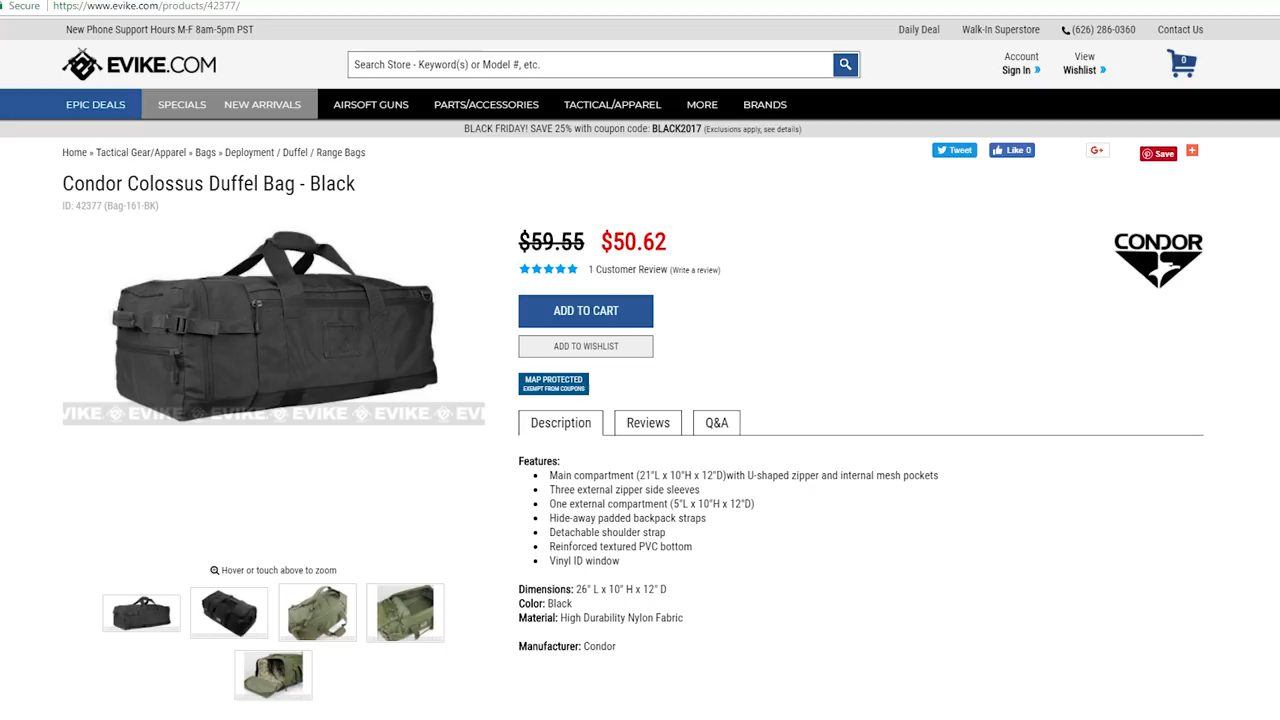 Secure https://www.evike.com/products/42377/
New Phone Support Hours M-F 8am-5pm PST
Daily Deal Walk-In Superstore (626) 286-0360 Contact Us
EVIKE.COM
Search Store - Keyword(s) or Model #, etc.
Account
Sign In »
View
Wishlist »
0
EPIC DEALS SPECIALS NEW ARRIVALS AIRSOFT GUNS PARTS/ACCESSORIES TACTICAL/APPAREL MORE BRANDS
BLACK FRIDAY! SAVE 25% with coupon code: BLACK2017 (Exclusions apply, see details)
Home » Tactical Gear/Apparel » Bags » Deployment / Duffel / Range Bags
Tweet Like 0 G+ Save
Condor Colossus Duffel Bag - Black
ID: 42377 (Bag-161-BK)
$59.55 $50.62
CONDOR
1 Customer Review (Write a review)
ADD TO CART
ADD TO WISHLIST
MAP PROTECTED
EXEMPT FROM COUPONS
VIKE EVIKE EVIKE EVIKE EVIKE EVI
Description Reviews Q&A
Features:
Main compartment (21"L x 10"H x 12"D)with U-shaped zipper and internal mesh pockets
Three external zipper side sleeves
One external compartment (5"L x 10"H x 12"D)
Hide-away padded backpack straps
Detachable shoulder strap
Reinforced textured PVC bottom
Vinyl ID window
Hover or touch above to zoom
Dimensions: 26" L x 10" H x 12" D
Color: Black
Material: High Durability Nylon Fabric
Manufacturer: Condor